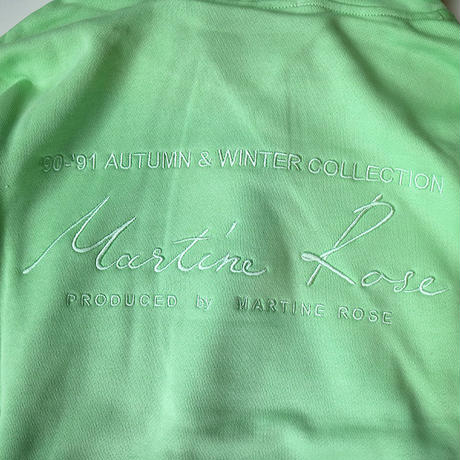 '90-'91 AUTUMN & WINTER COLLECTION
Martine Rose
PRODUCED by MARTINE ROSE